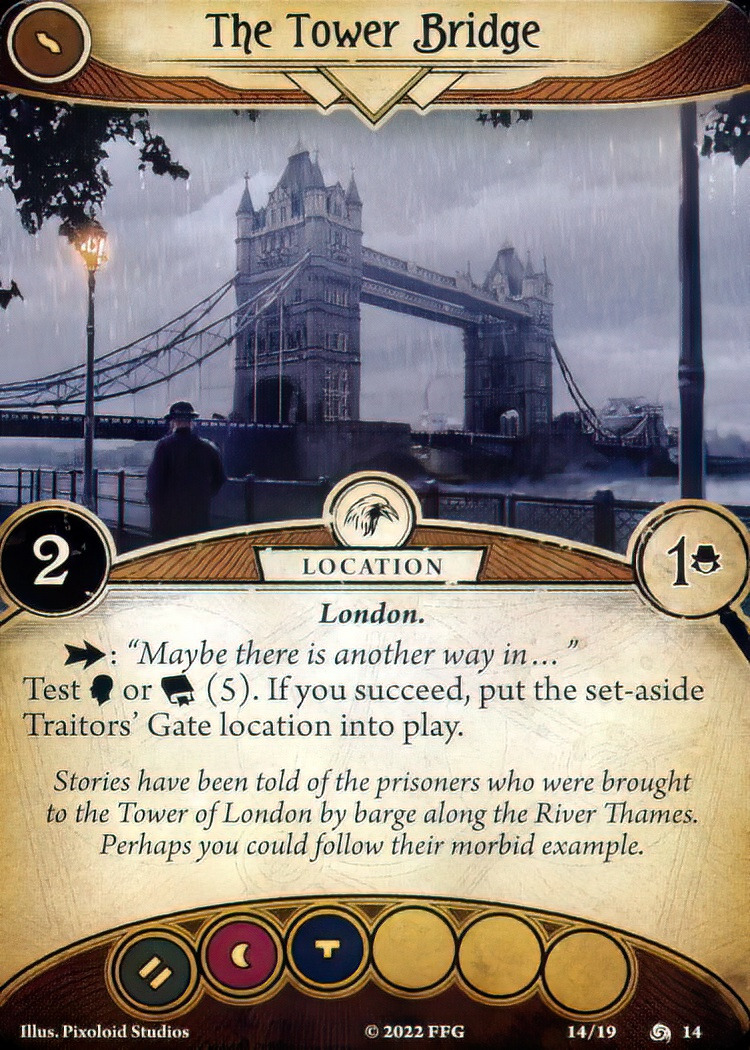 The Tower Bridge
2
1
LOCATION
London.
: “Maybe there is another way in…”
Test or (5). If you succeed, put the set-aside
Traitors’ Gate location into play.
Stories have been told of the prisoners who were brought
to the Tower of London by barge along the River Thames.
Perhaps you could follow their morbid example.
Illus. Pixoloid Studios © 2022 FFG 14/19 14